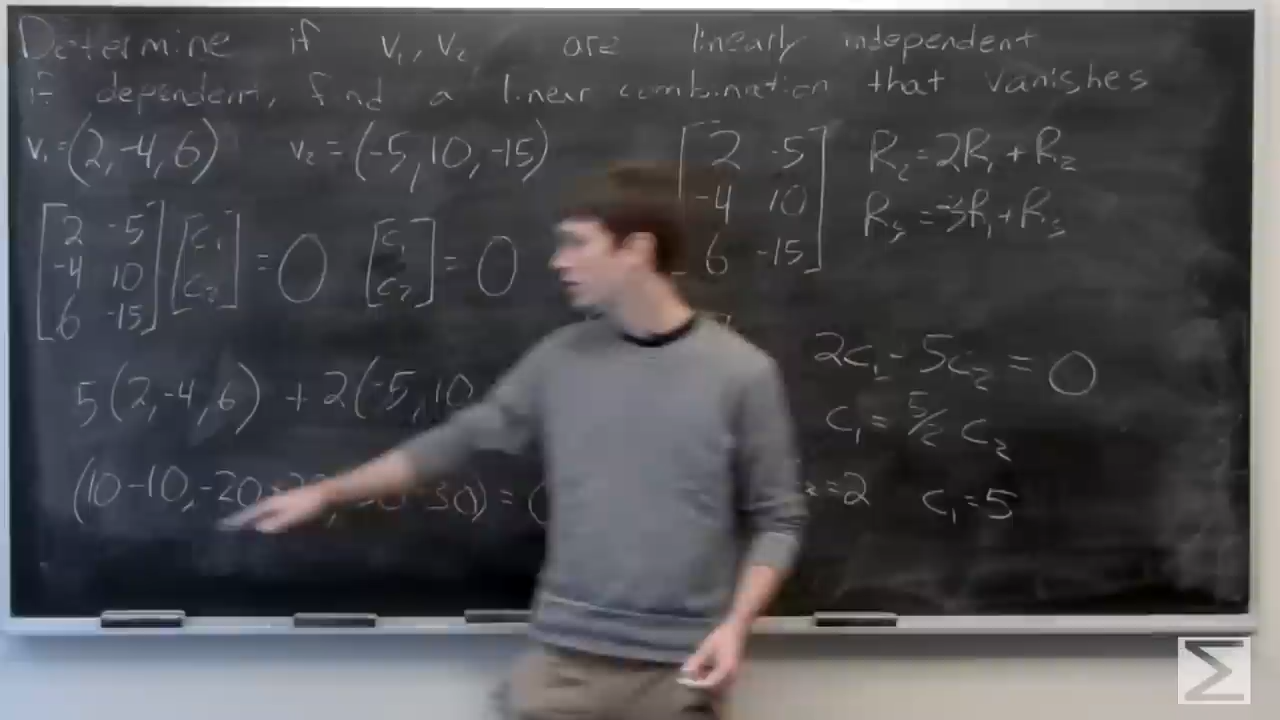 Determine if v₁, v₂ are linearly independent
if dependent, find a linear combination that vanishes
v₁=(2,-4,6) v₂=(-5,10,-15)
[2 -5] R₂=2R₁+R₂
[-4 10] R₃=-3R₁+R₃
[6 -15]
[2 -5] [c₁] =0 [c₁] =0
[-4 10] [c₂] [c₂]
[6 -15]
2c₁-5c₂=0
5(2,-4,6) +2(-5,10
c₁=5/2 c₂
(10-10,-20 30)=
=2 c₁=5
Σ